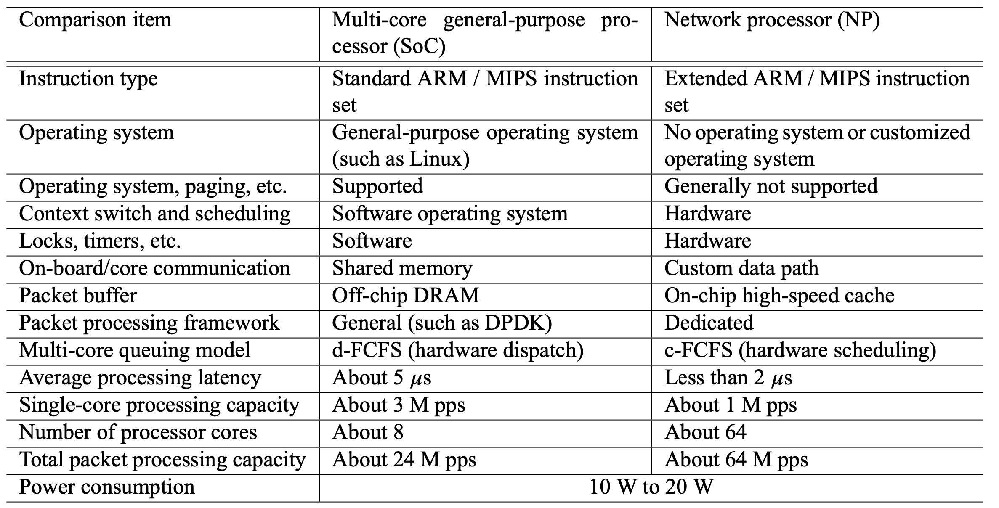 Comparison item
Multi-core general-purpose pro-
cessor (SoC)
Network processor (NP)
Instruction type
Standard ARM / MIPS instruction
set
Extended ARM / MIPS instruction
set
Operating system
General-purpose operating system
(such as Linux)
No operating system or customized
operating system
Operating system, paging, etc.
Supported
Generally not supported
Context switch and scheduling
Software operating system
Hardware
Locks, timers, etc.
Software
Hardware
On-board/core communication
Shared memory
Custom data path
Packet buffer
Off-chip DRAM
On-chip high-speed cache
Packet processing framework
General (such as DPDK)
Dedicated
Multi-core queuing model
d-FCFS (hardware dispatch)
c-FCFS (hardware scheduling)
Average processing latency
About 5 μs
Less than 2 μs
Single-core processing capacity
About 3 M pps
About 1 M pps
Number of processor cores
About 8
About 64
Total packet processing capacity
About 24 M pps
About 64 M pps
Power consumption
10 W to 20 W